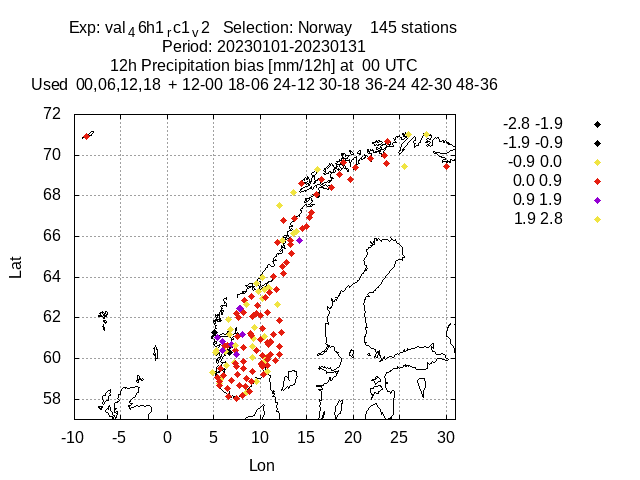 Exp: val_4 6h1_r c1_v 2   Selection: Norway    145 stations
Period: 20230101-20230131
12h Precipitation bias [mm/12h] at  00 UTC
Used  00,06,12,18  + 12-00 18-06 24-12 30-18 36-24 42-30 48-36
72
70
68
66
64
62
60
58
Lat
-10 -5 0 5 10 15 20 25 30
Lon
-2.8 -1.9
-1.9 -0.9
-0.9 0.0
0.0 0.9
0.9 1.9
1.9 2.8